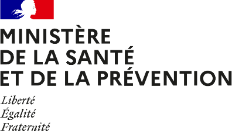 MINISTÈRE
DE LA SANTÉ
ET DE LA PRÉVENTION
Liberté
Égalité
Fraternité